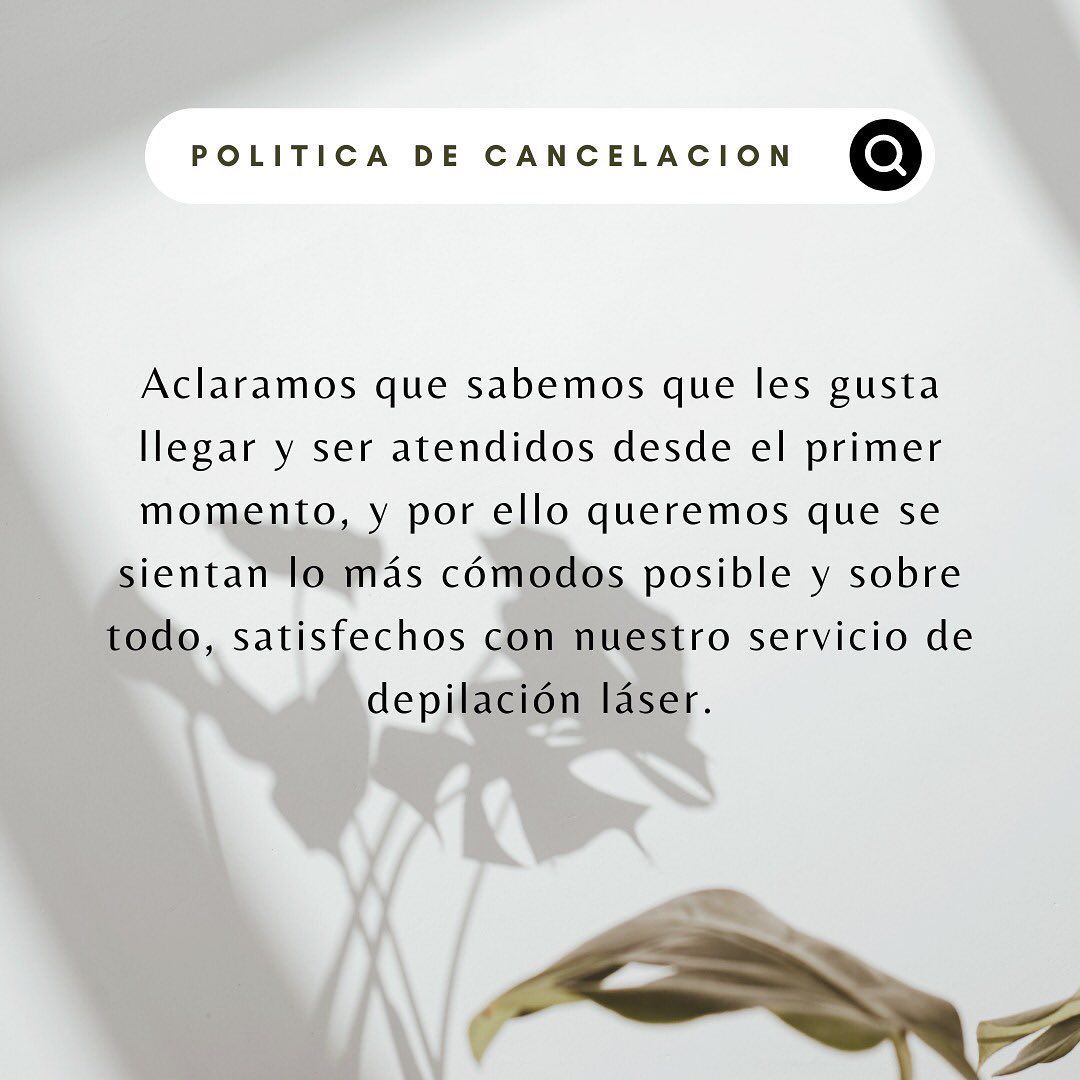 POLITICA DE CANCELACION
Aclaramos que sabemos que les gusta
llegar y ser atendidos desde el primer
momento, y por ello queremos que se
sientan lo más cómodos posible y sobre
todo, satisfechos con nuestro servicio de
depilación láser.